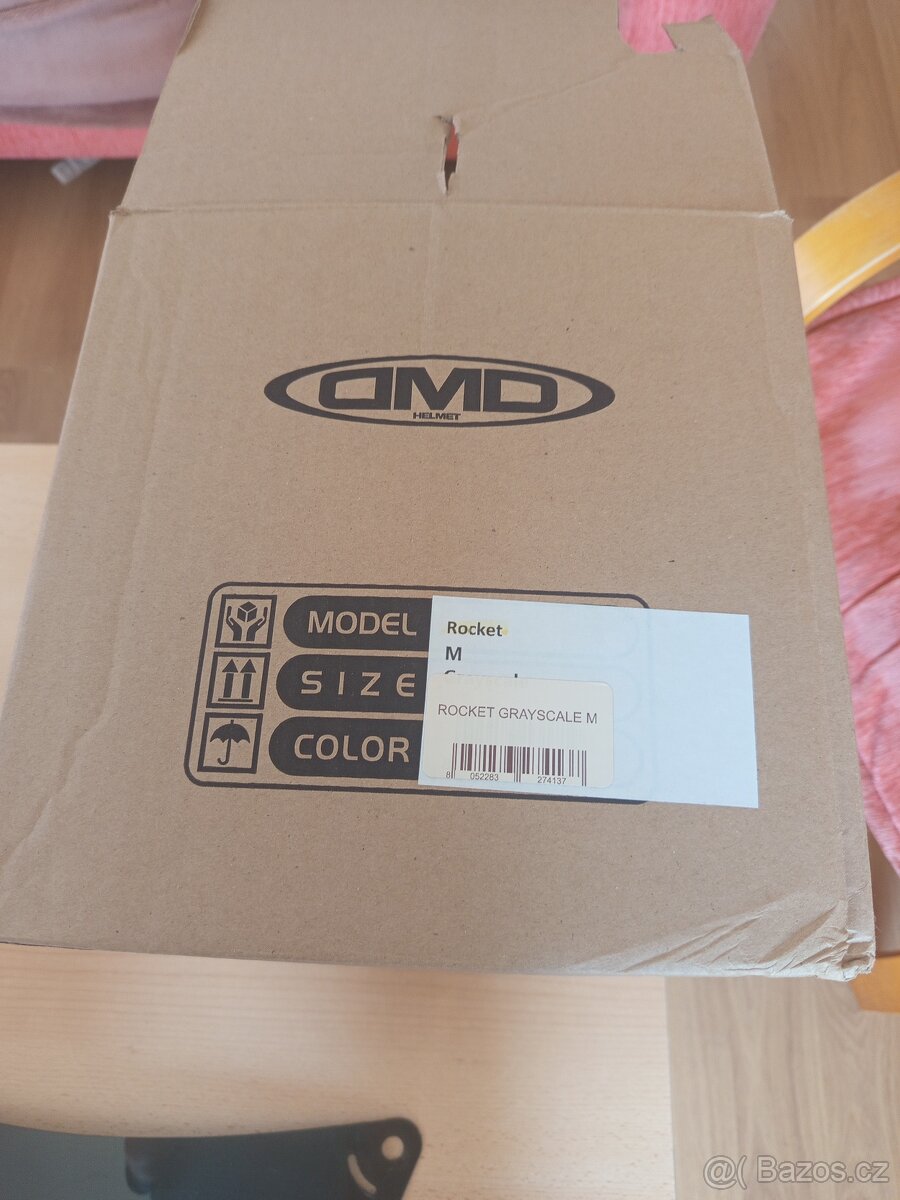 DMD
HELMET
MODEL
Rocket
SIZE
M
COLOR
ROCKET GRAYSCALE M
8 052283 274137
@( Bazos.cz